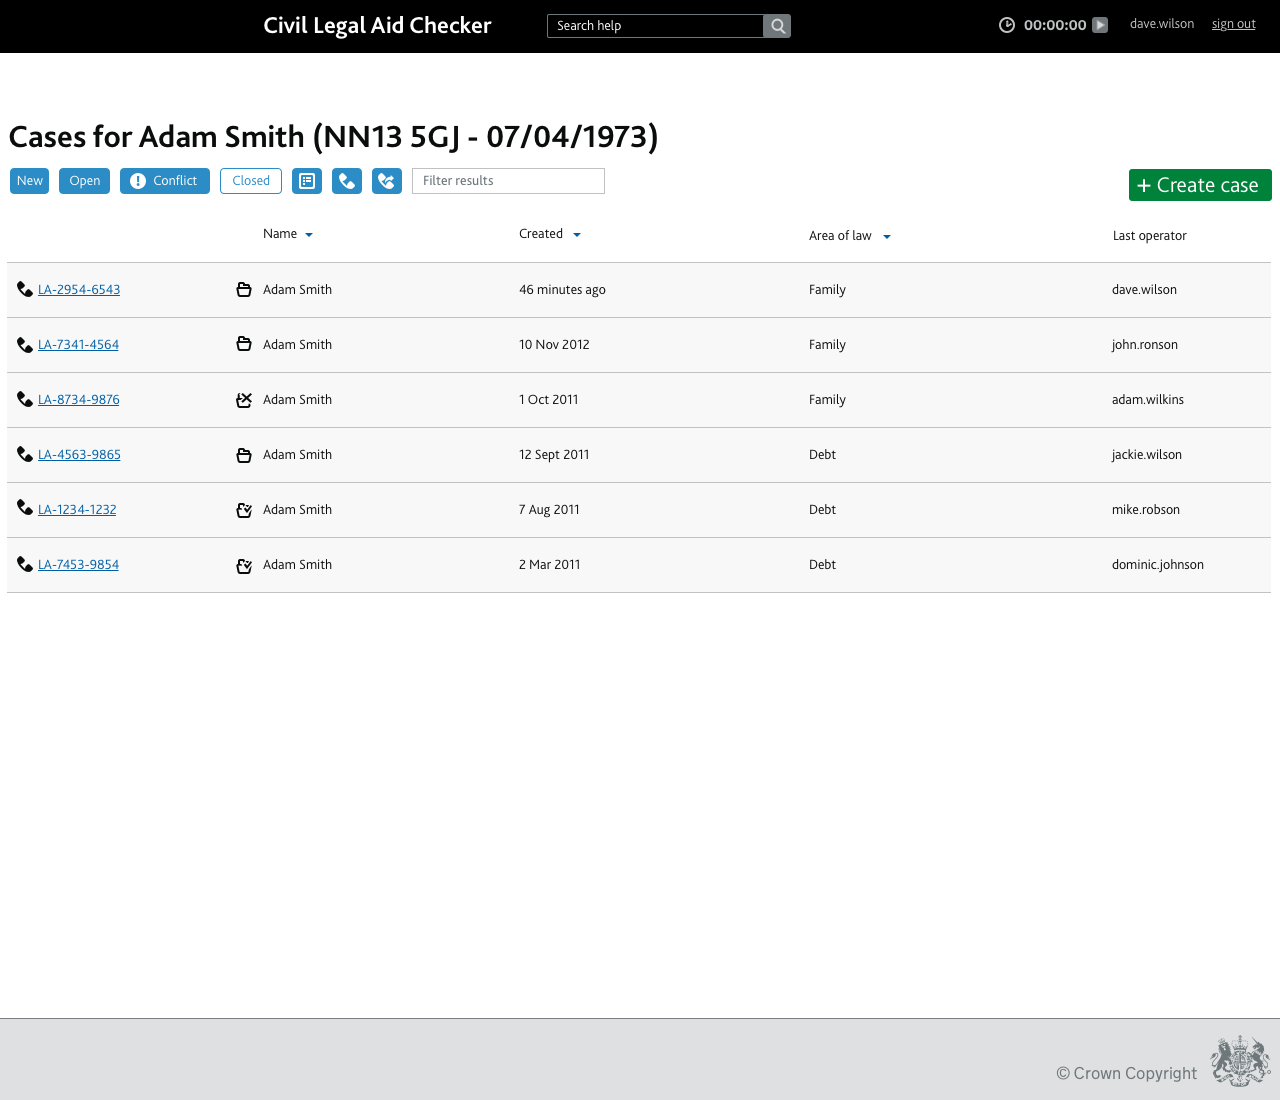 Civil Legal Aid Checker
Search help
00:00:00
dave.wilson
sign out
Cases for Adam Smith (NN13 5GJ - 07/04/1973)
New Open Conflict Closed Filter results
+ Create case
Name Created Area of law Last operator
LA-2954-6543 Adam Smith 46 minutes ago Family dave.wilson
LA-7341-4564 Adam Smith 10 Nov 2012 Family john.ronson
LA-8734-9876 Adam Smith 1 Oct 2011 Family adam.wilkins
LA-4563-9865 Adam Smith 12 Sept 2011 Debt jackie.wilson
LA-1234-1232 Adam Smith 7 Aug 2011 Debt mike.robson
LA-7453-9854 Adam Smith 2 Mar 2011 Debt dominic.johnson
© Crown Copyright